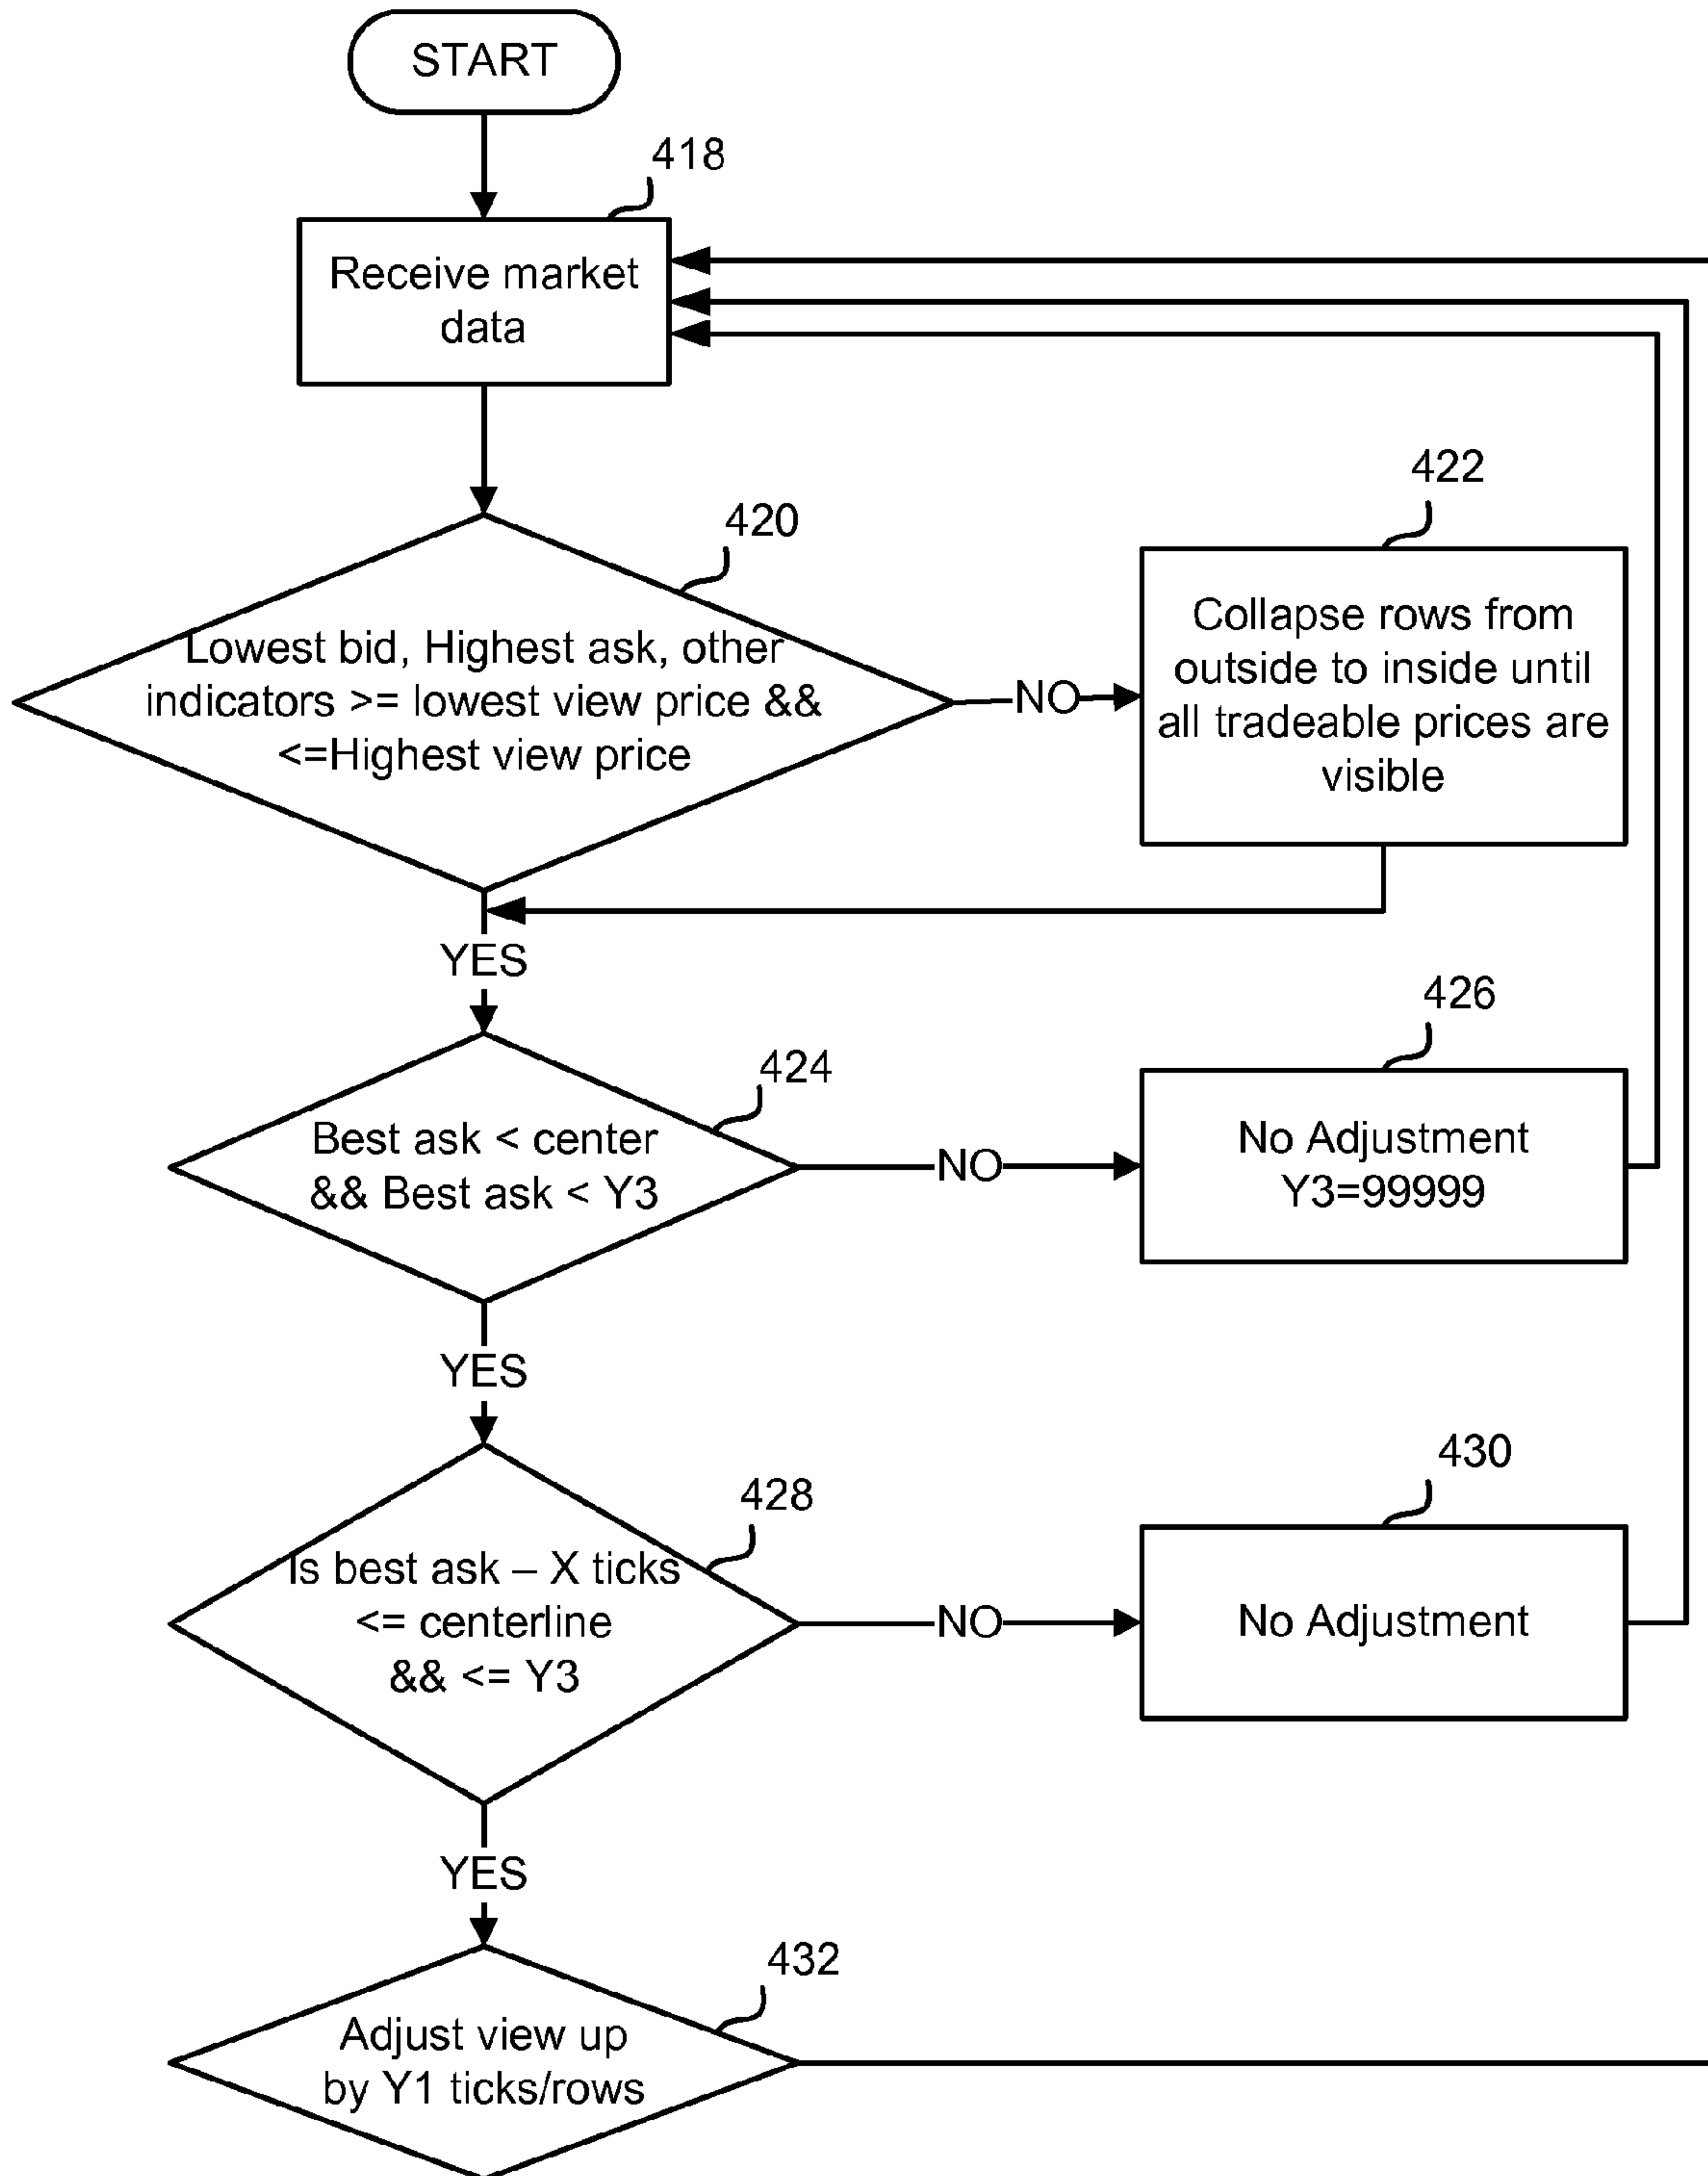 START
418
Receive market
data
420
Lowest bid, Highest ask, other
indicators >= lowest view price &&
<=Highest view price
NO
422
Collapse rows from
outside to inside until
all tradeable prices are
visible
YES
424
Best ask < center
&& Best ask < Y3
NO
426
No Adjustment
Y3=99999
YES
428
Is best ask – X ticks
<= centerline
&& <= Y3
NO
430
No Adjustment
YES
432
Adjust view up
by Y1 ticks/rows